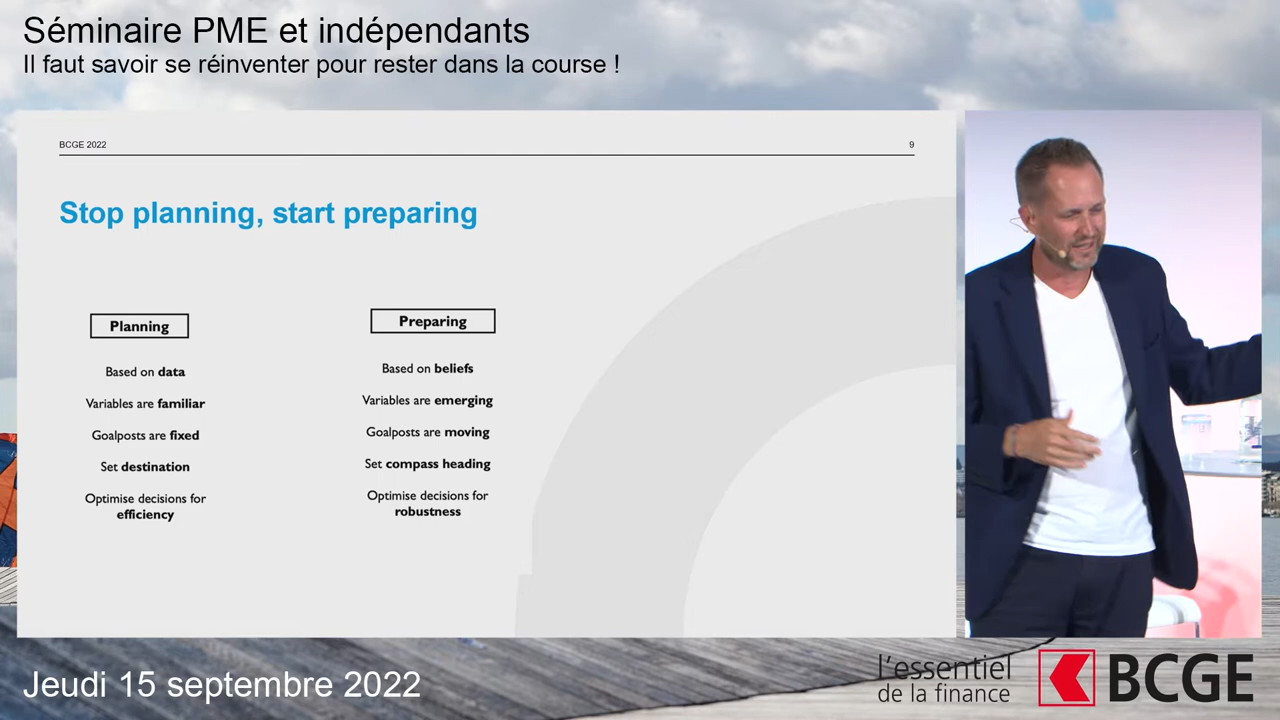 Séminaire PME et indépendants
Il faut savoir se réinventer pour rester dans la course !
BCGE 2022
9
Stop planning, start preparing
Planning
Based on data
Variables are familiar
Goalposts are fixed
Set destination
Optimise decisions for
efficiency
Preparing
Based on beliefs
Variables are emerging
Goalposts are moving
Set compass heading
Optimise decisions for
robustness
Jeudi 15 septembre 2022
l'essentiel
de la finance
BCGE